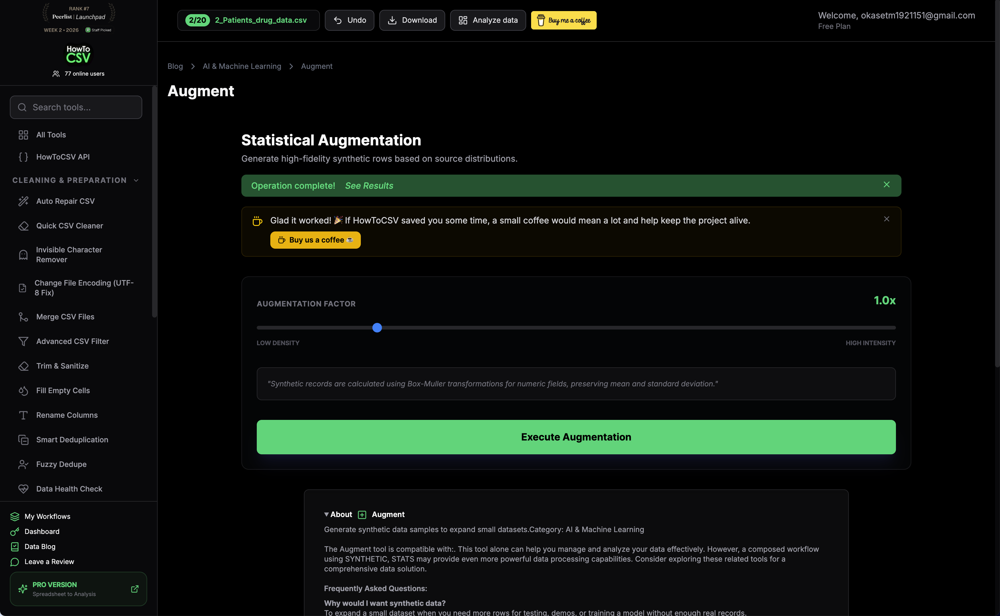 RANK #7
Peerlist | Launchpad
WEEK 2 • 2026 Staff Picked
HowTo
CSV
77 online users
Search tools...
All Tools
HowToCSV API
CLEANING & PREPARATION
Auto Repair CSV
Quick CSV Cleaner
Invisible Character
Remover
Change File Encoding (UTF-
8 Fix)
Merge CSV Files
Advanced CSV Filter
Trim & Sanitize
Fill Empty Cells
Rename Columns
Smart Deduplication
Fuzzy Dedupe
Data Health Check
My Workflows
Dashboard
Data Blog
Leave a Review
PRO VERSION
Spreadsheet to Analysis
2/20 2_Patients_drug_data.csv Undo Download Analyze data Buy me a coffee
Welcome, okasetm1921151@gmail.com
Free Plan
Blog > AI & Machine Learning > Augment
Augment
Statistical Augmentation
Generate high-fidelity synthetic rows based on source distributions.
Operation complete! See Results
Glad it worked! 🎉 If HowToCSV saved you some time, a small coffee would mean a lot and help keep the project alive.
Buy us a coffee ☕
AUGMENTATION FACTOR 1.0x
LOW DENSITY HIGH INTENSITY
"Synthetic records are calculated using Box-Muller transformations for numeric fields, preserving mean and standard deviation."
Execute Augmentation
▼ About Augment
Generate synthetic data samples to expand small datasets.Category: AI & Machine Learning
The Augment tool is compatible with:. This tool alone can help you manage and analyze your data effectively. However, a composed workflow
using SYNTHETIC, STATS may provide even more powerful data processing capabilities. Consider exploring these related tools for a
comprehensive data solution.
Frequently Asked Questions:
Why would I want synthetic data?
To expand a small dataset when you need more rows for testing, demos, or training a model without enough real records.